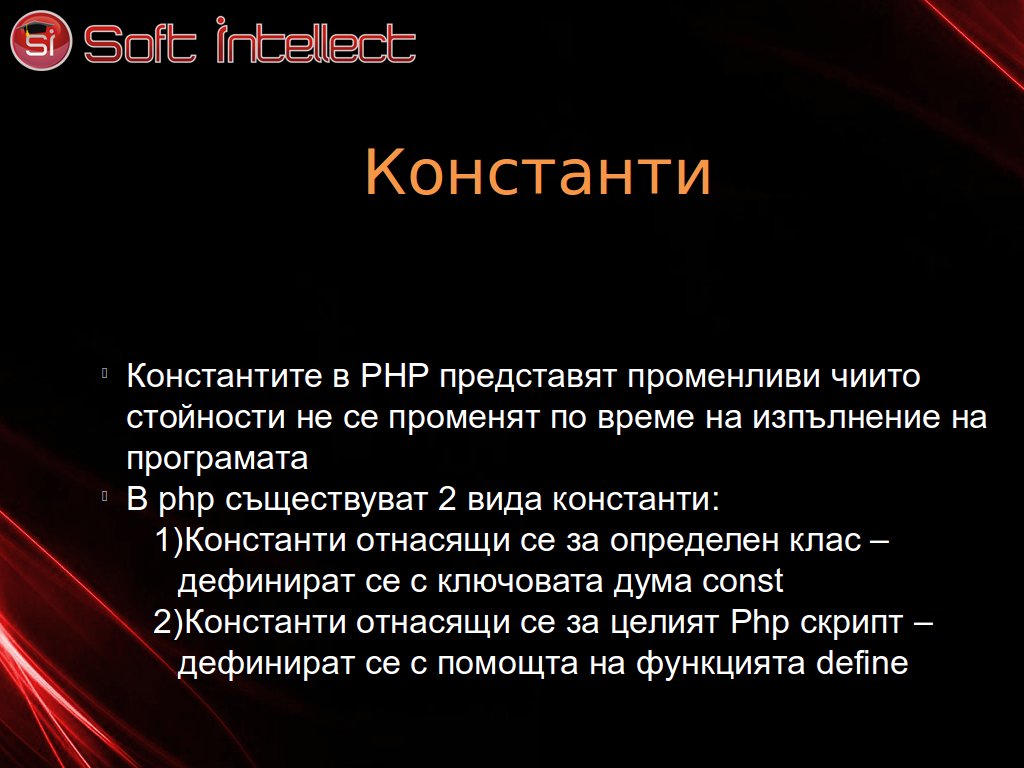 Si Soft intellect
Константи
Константите в PHP представят променливи чиито
стойности не се променят по време на изпълнение на
програмата
В php съществуват 2 вида константи:
1)Константи отнасящи се за определен клас –
дефинират се с ключовата дума const
2)Константи отнасящи се за целият Php скрипт –
дефинират се с помощта на функцията define